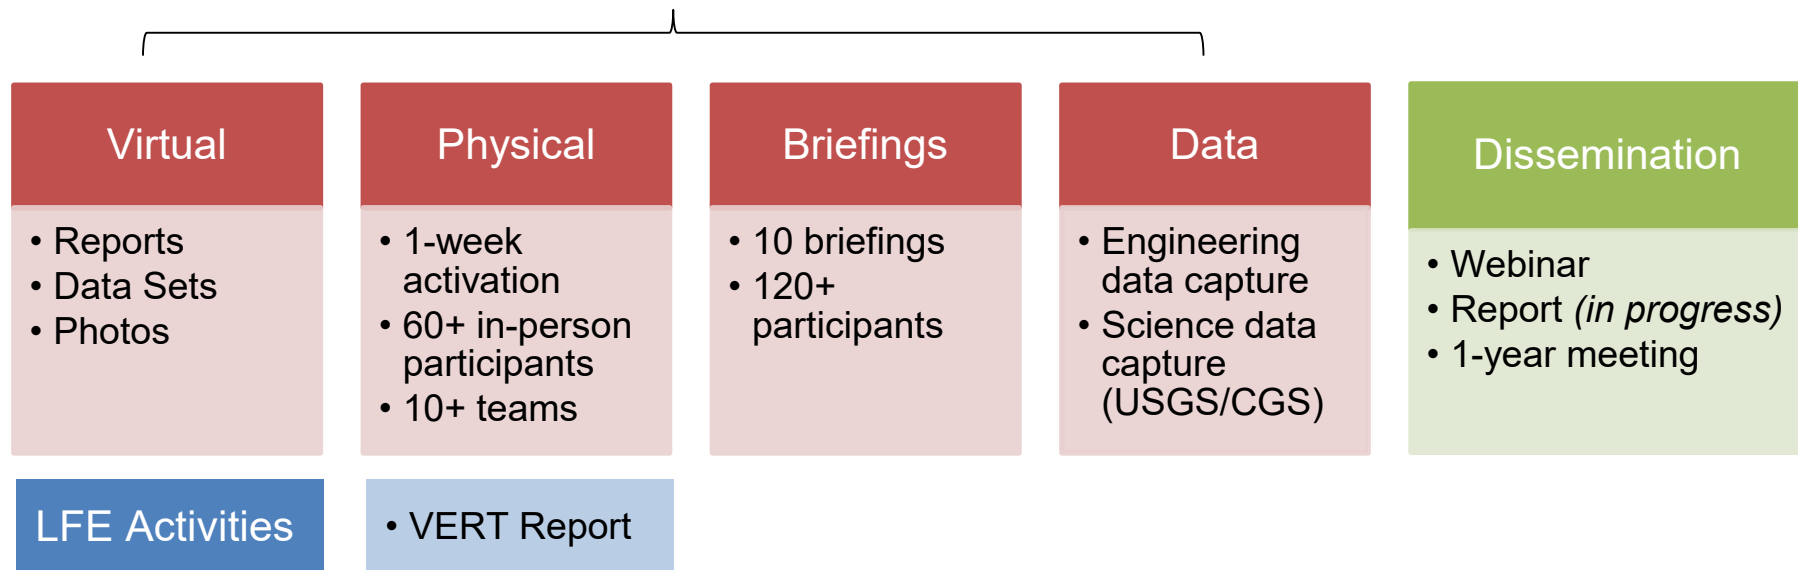 Virtual
• Reports
• Data Sets
• Photos
Physical
• 1-week
activation
• 60+ in-person
participants
• 10+ teams
Briefings
• 10 briefings
• 120+
participants
Data
• Engineering
data capture
• Science data
capture
(USGS/CGS)
Dissemination
• Webinar
• Report (in progress)
• 1-year meeting
LFE Activities
• VERT Report